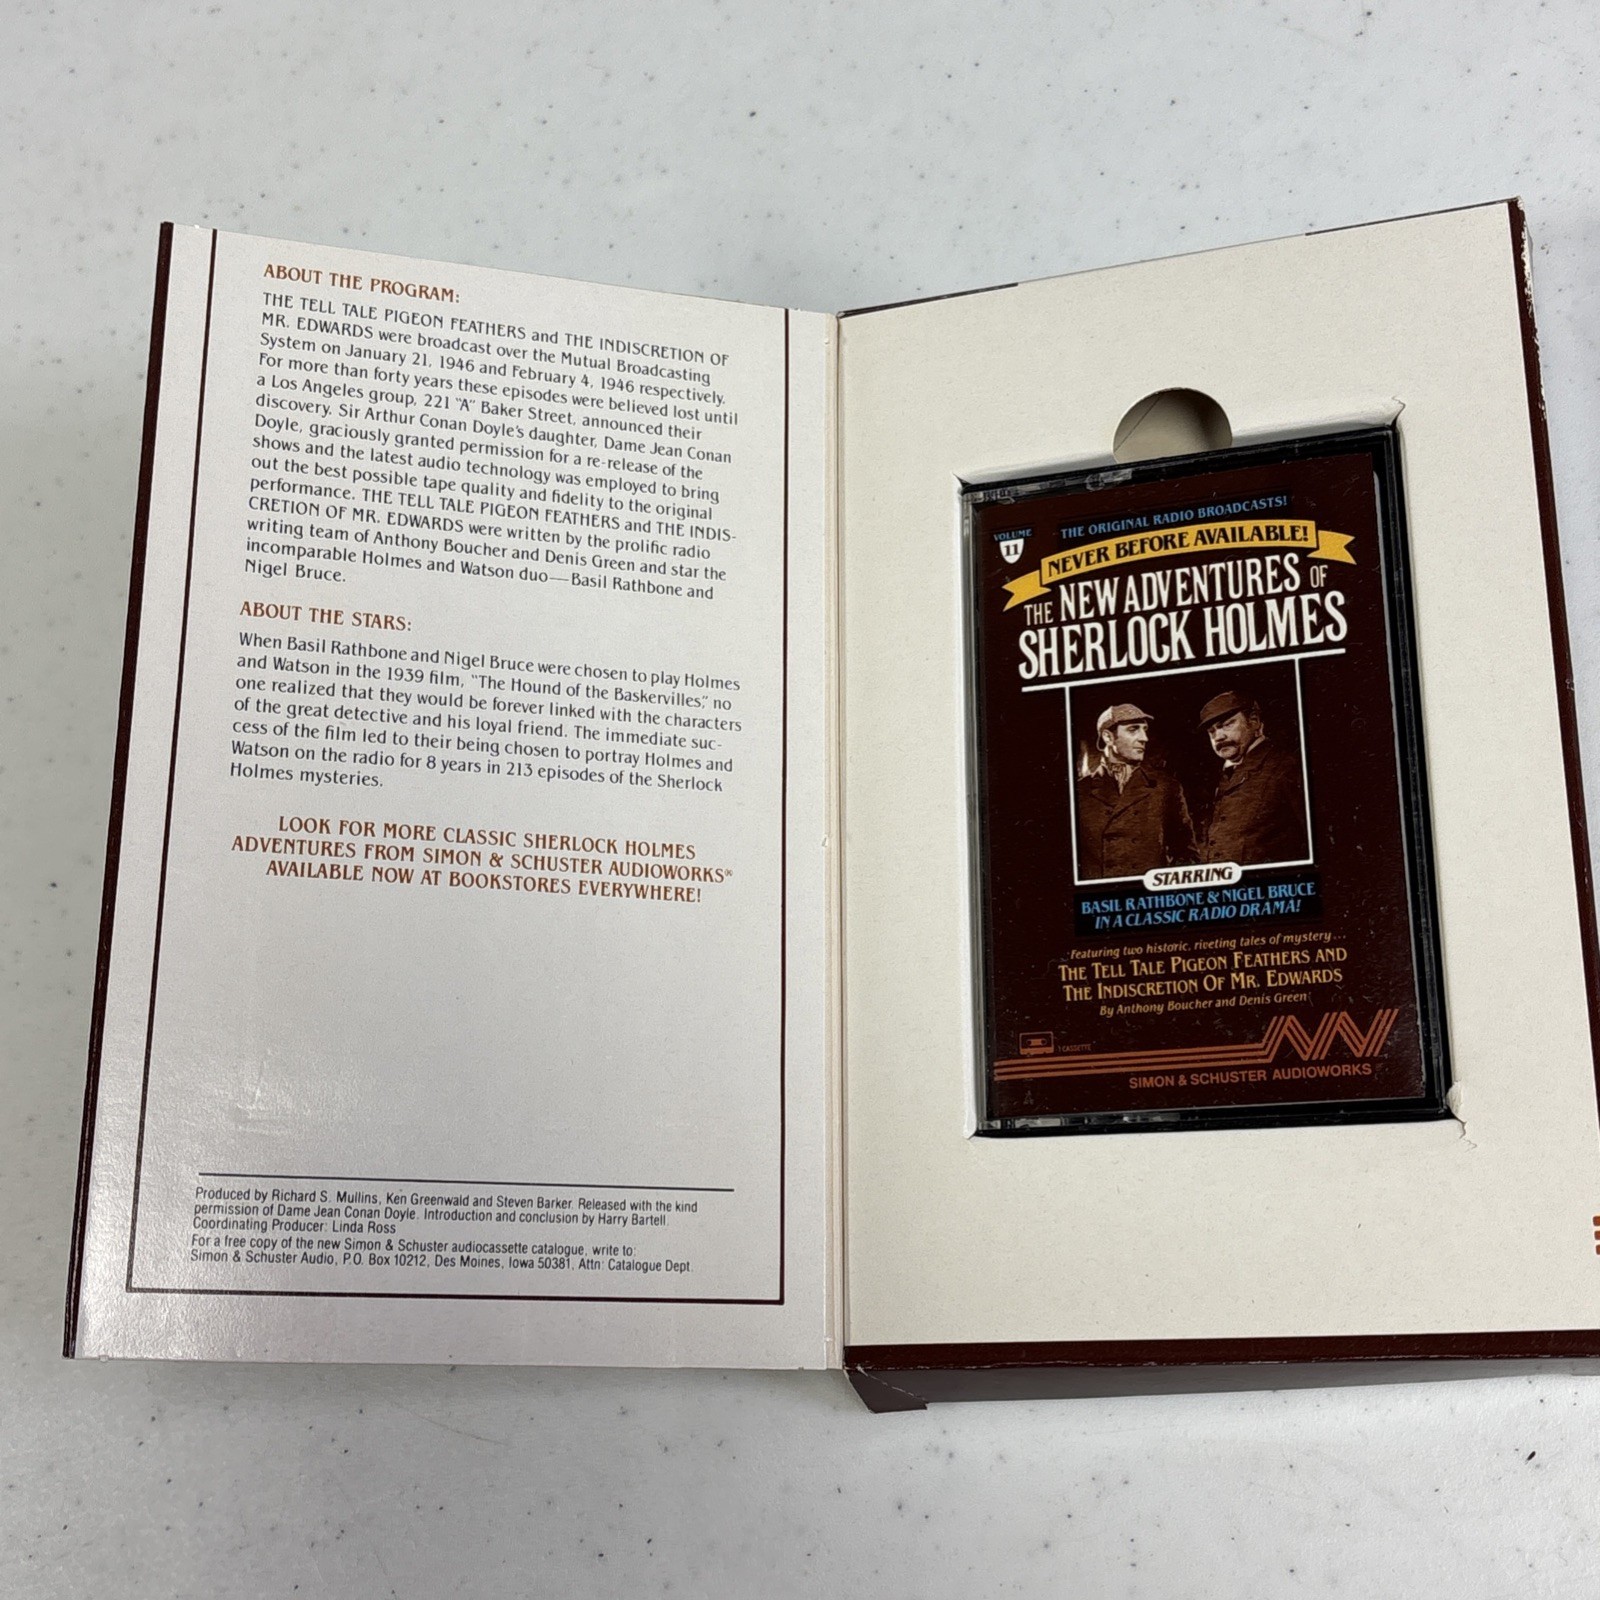 ABOUT THE PROGRAM:
THE TELL TALE PIGEON FEATHERS and THE INDISCRETION OF
MR. EDWARDS were broadcast over the Mutual Broadcasting
System on January 21, 1946 and February 4, 1946 respectively.
For more than forty years these episodes were believed lost until
a Los Angeles group, 221 "A" Baker Street, announced their
discovery. Sir Arthur Conan Doyle's daughter, Dame Jean Conan
Doyle, graciously granted permission for a re-release of the
shows and the latest audio technology was employed to bring
out the best possible tape quality and fidelity to the original
performance. THE TELL TALE PIGEON FEATHERS and THE INDIS-
CRETION OF MR. EDWARDS were written by the prolific radio
writing team of Anthony Boucher and Denis Green and star the
incomparable Holmes and Watson duo—Basil Rathbone and
Nigel Bruce.
ABOUT THE STARS:
When Basil Rathbone and Nigel Bruce were chosen to play Holmes
and Watson in the 1939 film, "The Hound of the Baskervilles," no
one realized that they would be forever linked with the characters
of the great detective and his loyal friend. The immediate suc-
cess of the film led to their being chosen to portray Holmes and
Watson on the radio for 8 years in 213 episodes of the Sherlock
Holmes mysteries.
LOOK FOR MORE CLASSIC SHERLOCK HOLMES
ADVENTURES FROM SIMON & SCHUSTER AUDIOWORKS®
AVAILABLE NOW AT BOOKSTORES EVERYWHERE!
Produced by Richard S. Mullins, Ken Greenwald and Steven Barker. Released with the kind
permission of Dame Jean Conan Doyle. Introduction and conclusion by Harry Bartell.
Coordinating Producer: Linda Ross
For a free copy of the new Simon & Schuster audiocassette catalogue, write to:
Simon & Schuster Audio, P.O. Box 10212, Des Moines, Iowa 50381, Attn: Catalogue Dept.
VOLUME
11
THE ORIGINAL RADIO BROADCASTS!
NEVER BEFORE AVAILABLE!
THE NEW ADVENTURES OF
SHERLOCK HOLMES
STARRING
BASIL RATHBONE & NIGEL BRUCE
IN A CLASSIC RADIO DRAMA!
Featuring two historic, riveting tales of mystery...
THE TELL TALE PIGEON FEATHERS AND
THE INDISCRETION OF MR. EDWARDS
By Anthony Boucher and Denis Green
1 CASSETTE
SIMON & SCHUSTER AUDIOWORKS